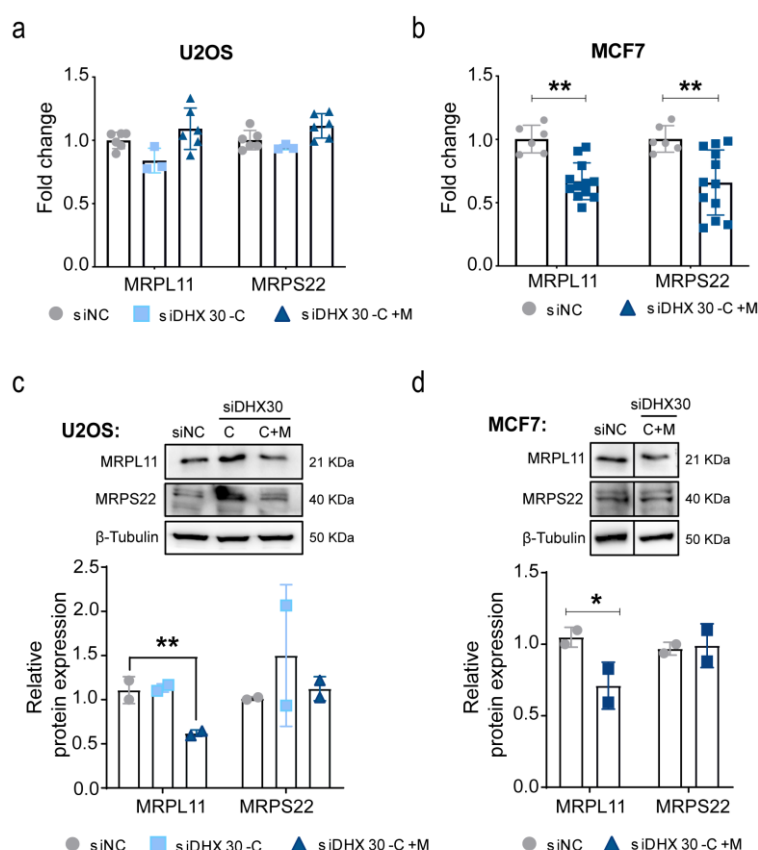 a
U2OS
Fold change
1.5
1.0
0.5
0.0
MRPL11 MRPS22
siNC siDHX 30 -C siDHX 30 -C +M
b
MCF7
Fold change
1.5
1.0
0.5
0.0
** **
MRPL11 MRPS22
siNC siDHX 30 -C +M
c
U2OS:
siDHX30
siNC C C+M
MRPL11 21 KDa
MRPS22 40 KDa
β-Tubulin 50 KDa
Relative
protein expression
2.5
2.0
1.5
1.0
0.5
0.0
**
MRPL11 MRPS22
siNC siDHX 30 -C siDHX 30 -C +M
d
MCF7:
siDHX30
siNC C+M
MRPL11 21 KDa
MRPS22 40 KDa
β-Tubulin 50 KDa
Relative
protein expression
1.5
1.0
0.5
0.0
*
MRPL11 MRPS22
siNC siDHX 30 -C +M